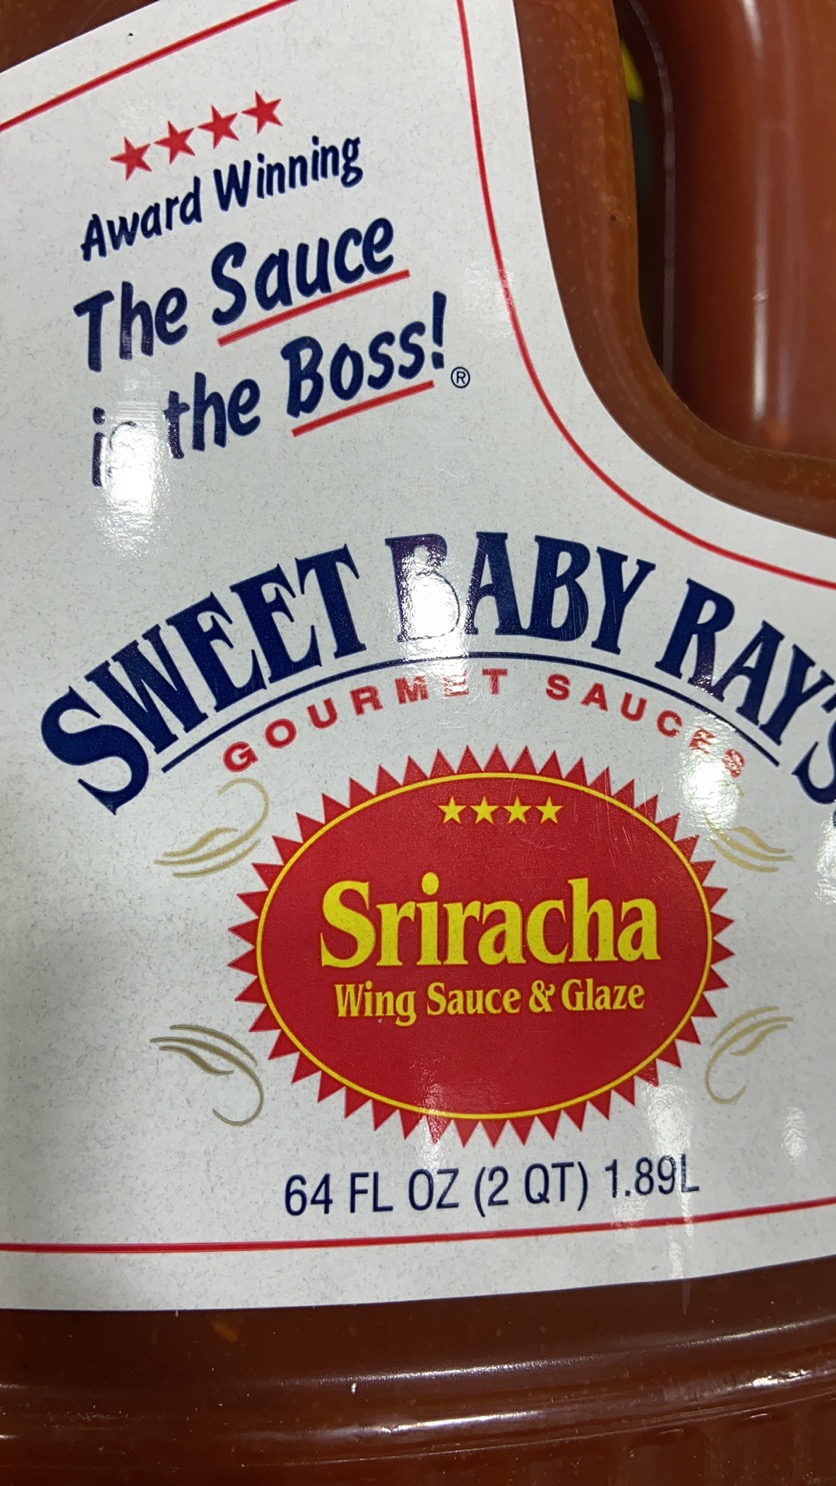 Award Winning
The Sauce
is the Boss!®
SWEET BABY RAY'S
GOURMET SAUCES
Sriracha
Wing Sauce & Glaze
64 FL OZ (2 QT) 1.89L